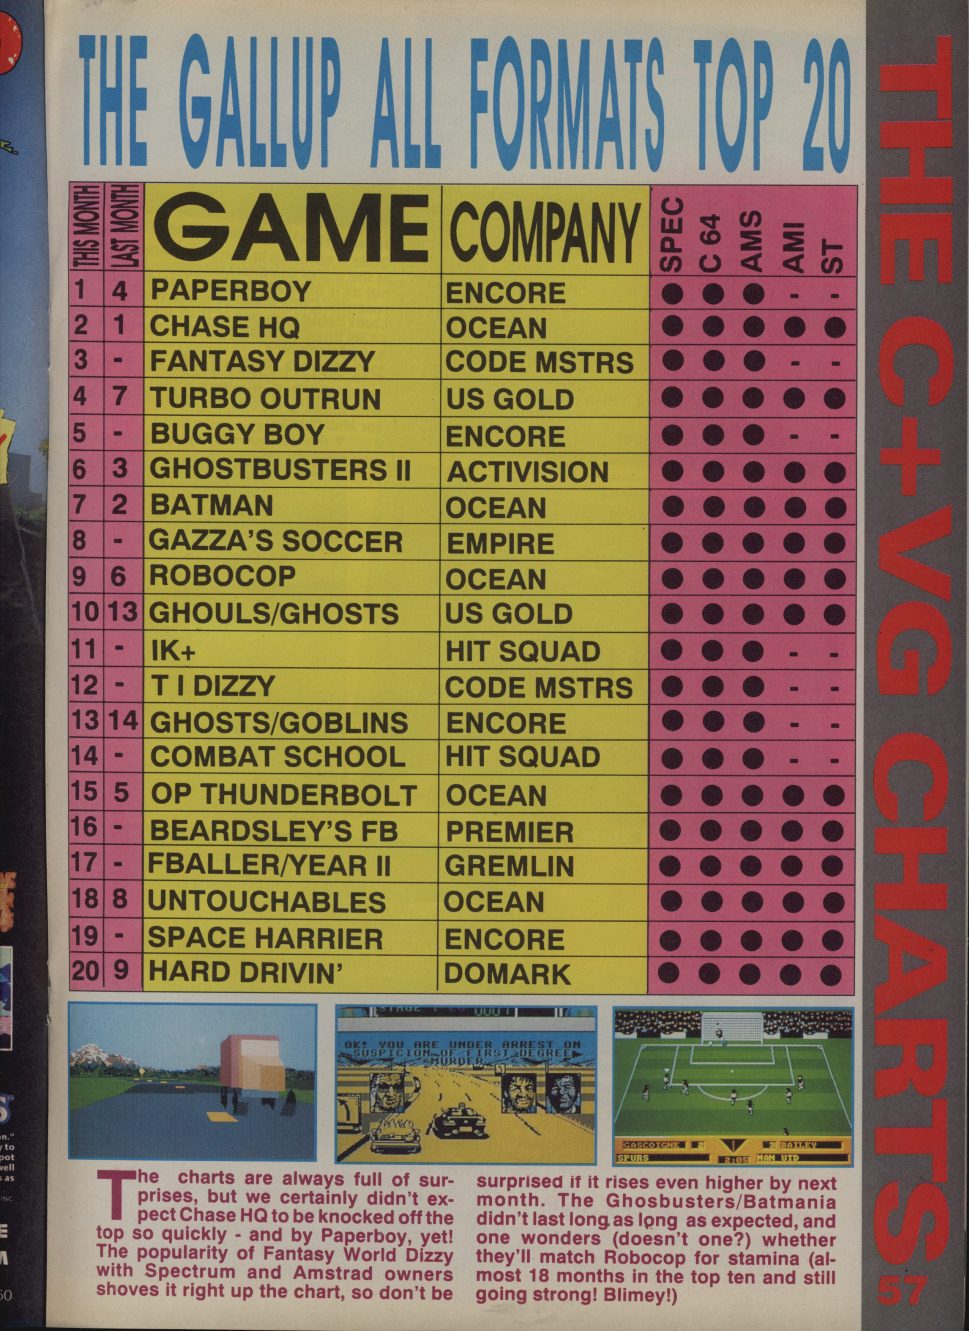 THE GALLUP ALL FORMATS TOP 20
THIS MONTH LAST MONTH GAME COMPANY SPEC C 64 AMS AMI ST
1 4 PAPERBOY ENCORE ● ● ● - -
2 1 CHASE HQ OCEAN ● ● ● ● ●
3 - FANTASY DIZZY CODE MSTRS ● ● ● - -
4 7 TURBO OUTRUN US GOLD ● ● ● ● ●
5 - BUGGY BOY ENCORE ● ● ● - -
6 3 GHOSTBUSTERS II ACTIVISION ● ● ● ● ●
7 2 BATMAN OCEAN ● ● ● ● ●
8 - GAZZA'S SOCCER EMPIRE ● ● ● ● ●
9 6 ROBOCOP OCEAN ● ● ● ● ●
10 13 GHOULS/GHOSTS US GOLD ● ● ● ● ●
11 - IK+ HIT SQUAD ● ● ● - -
12 - T I DIZZY CODE MSTRS ● ● ● - -
13 14 GHOSTS/GOBLINS ENCORE ● ● ● - -
14 - COMBAT SCHOOL HIT SQUAD ● ● ● - -
15 5 OP THUNDERBOLT OCEAN ● ● ● ● ●
16 - BEARDSLEY'S FB PREMIER ● ● ● ● ●
17 - FBALLER/YEAR II GREMLIN ● ● ● ● ●
18 8 UNTOUCHABLES OCEAN ● ● ● ● ●
19 - SPACE HARRIER ENCORE ● ● ● ● ●
20 9 HARD DRIVIN' DOMARK ● ● ● ● ●
OK! YOU ARE UNDER ARREST ON
SUSPICION OF FIRST DEGREE
MURDER
GASCOIGNE
BAILEY
SPURS 2:05 MAN UTD
The charts are always full of sur-
prises, but we certainly didn't ex-
pect Chase HQ to be knocked off the
top so quickly - and by Paperboy, yet!
The popularity of Fantasy World Dizzy
with Spectrum and Amstrad owners
shoves it right up the chart, so don't be
surprised if it rises even higher by next
month. The Ghosbusters/Batmania
didn't last long as long as expected, and
one wonders (doesn't one?) whether
they'll match Robocop for stamina (al-
most 18 months in the top ten and still
going strong! Blimey!)
THE C+VG CHARTS
57